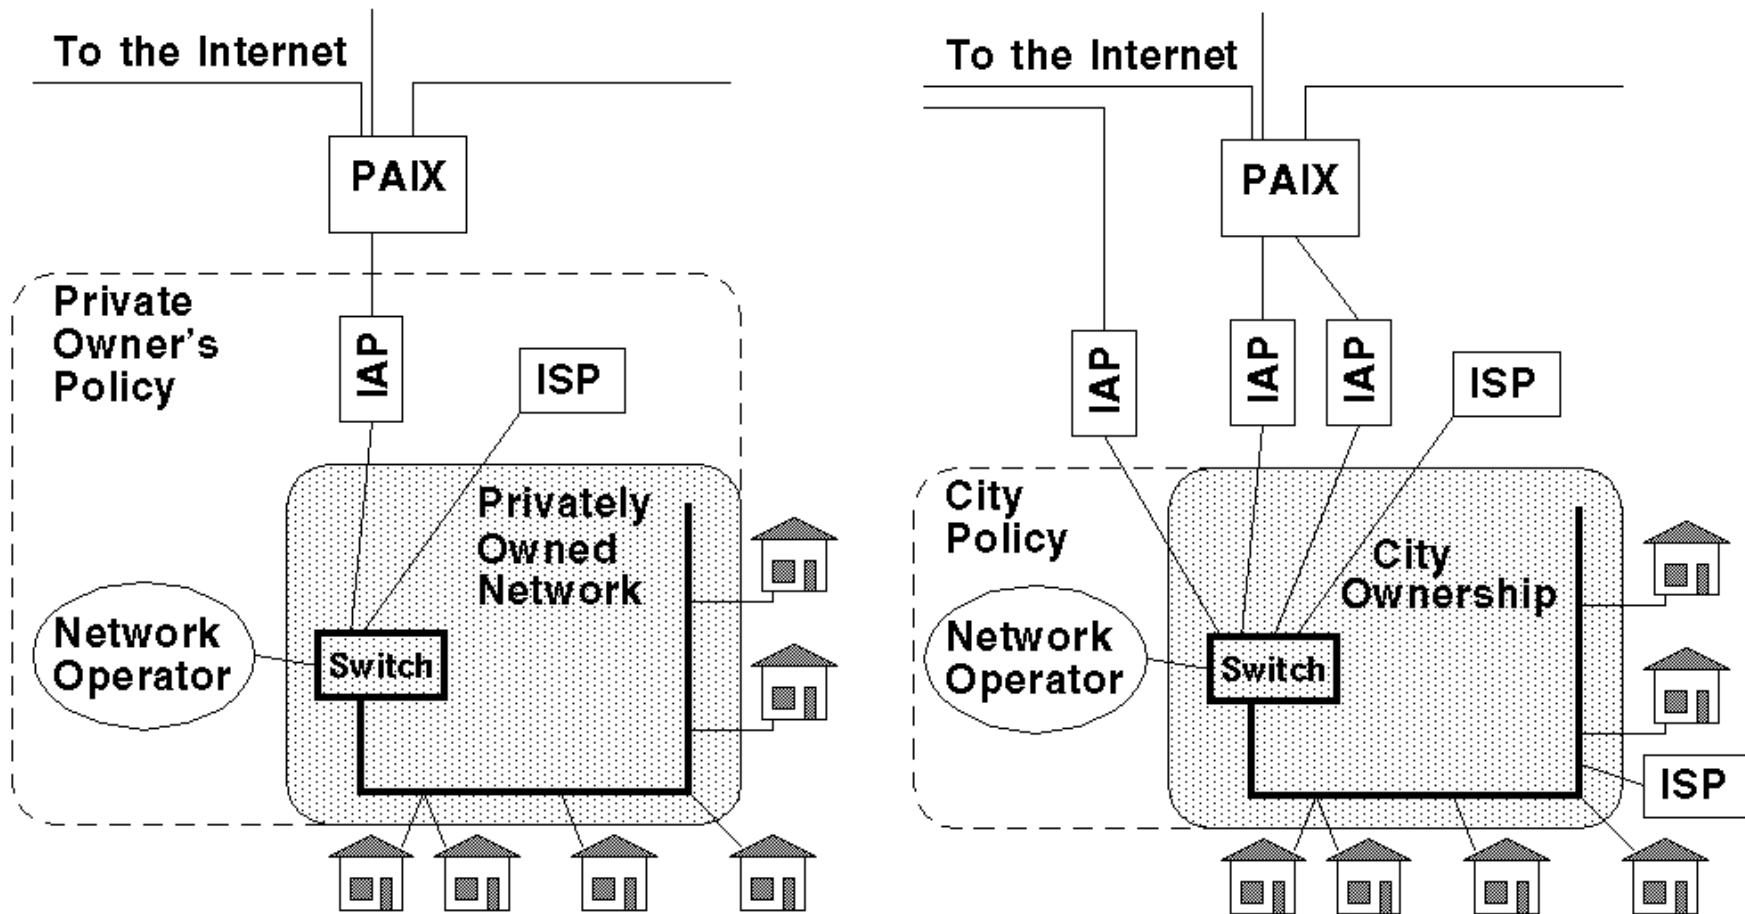 To the Internet
PAIX
Private
Owner's
Policy
IAP
ISP
Privately
Owned
Network
Network
Operator
Switch
To the Internet
PAIX
IAP
IAP
IAP
ISP
City
Policy
City
Ownership
Network
Operator
Switch
ISP